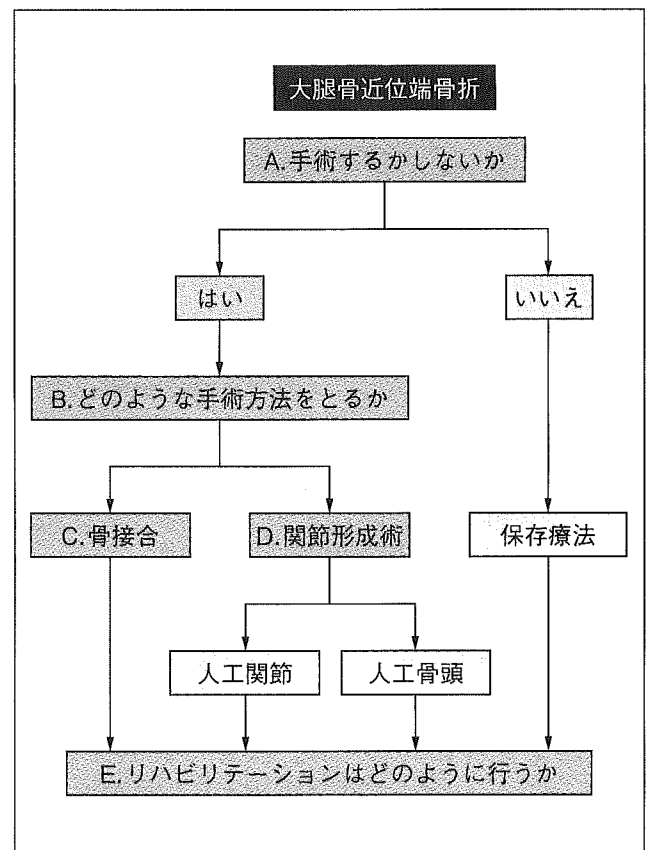 大腿骨近位端骨折
A.手術するかしないか
はい
いいえ
B.どのような手術方法をとるか
C.骨接合
D.関節形成術
保存療法
人工関節
人工骨頭
E.リハビリテーションはどのように行うか